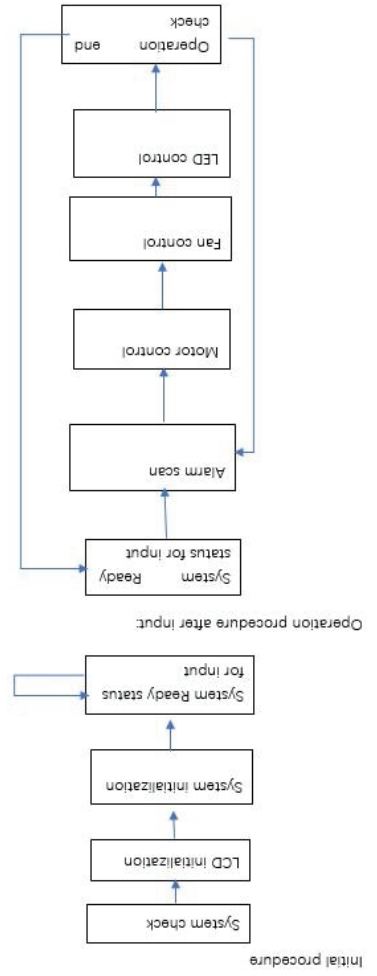 Initial procedure
System check
LCD initialization
System initialization
System Ready status
for input
Operation procedure after input:
System Ready
status for input
Alarm scan
Motor control
Fan control
LED control
Operation end
check